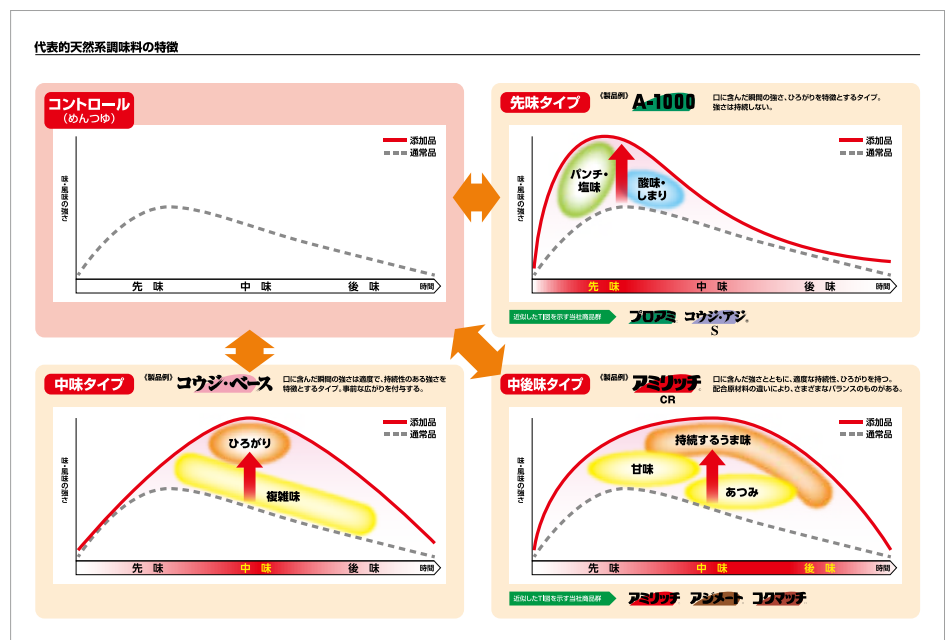 代表的天然系調味料の特徴
コントロール
（めんつゆ）
添加品
通常品
味・風味の強さ
先 味 中 味 後 味 時間
先味タイプ
《製品例》 A-1000
口に含んだ瞬間の強さ、ひろがりを特徴とするタイプ。
強さは持続しない。
添加品
通常品
味・風味の強さ
パンチ・
塩味
酸味・
しまり
先 味 中 味 後 味 時間
近似したTI図を示す当社商品群 プロアミ コウジ・アジ®
S
中味タイプ
《製品例》 コウジ・ベース
口に含んだ瞬間の強さは適度で、持続性のある強さを
特徴とするタイプ。事前な広がりを付与する。
添加品
通常品
味・風味の強さ
ひろがり
複雑味
先 味 中 味 後 味 時間
中後味タイプ
《製品例》 アミリッチ
CR
口に含んだ強さとともに、適度な持続性、ひろがりを持つ。
配合原材料の違いにより、さまざまなバランスのものがある。
添加品
通常品
味・風味の強さ
持続するうま味
甘味
あつみ
先 味 中 味 後 味 時間
近似したTI図を示す当社商品群 アミリッチ アジメート コクマッチ